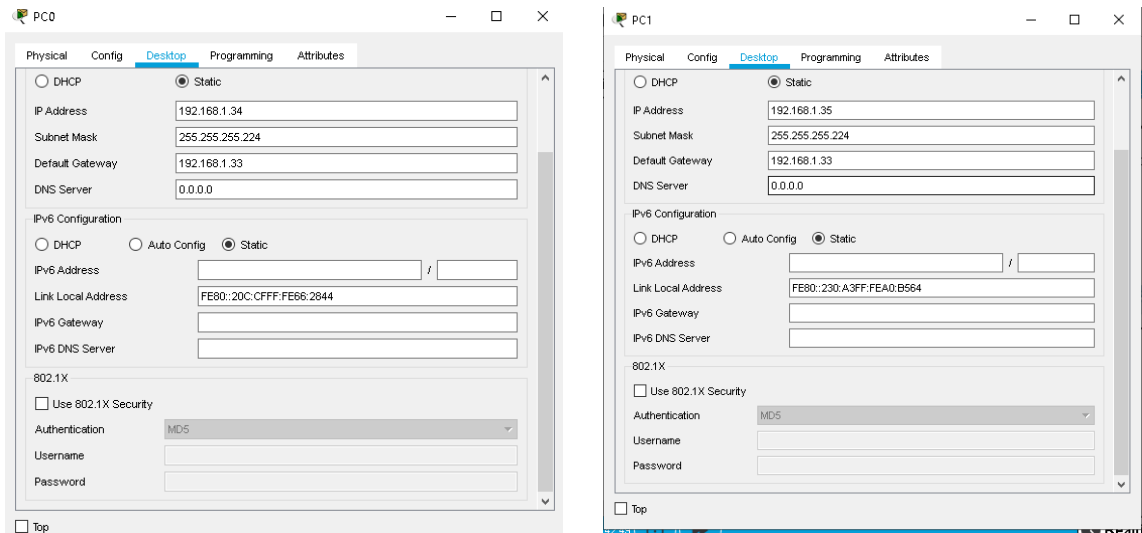 PC0
Physical Config Desktop Programming Attributes
DHCP Static
IP Address 192.168.1.34
Subnet Mask 255.255.255.224
Default Gateway 192.168.1.33
DNS Server 0.0.0.0
IPv6 Configuration
DHCP Auto Config Static
IPv6 Address /
Link Local Address FE80::20C:CFFF:FE66:2844
IPv6 Gateway
IPv6 DNS Server
802.1X
Use 802.1X Security
Authentication MD5
Username
Password
Top
PC1
Physical Config Desktop Programming Attributes
DHCP Static
IP Address 192.168.1.35
Subnet Mask 255.255.255.224
Default Gateway 192.168.1.33
DNS Server 0.0.0.0
IPv6 Configuration
DHCP Auto Config Static
IPv6 Address /
Link Local Address FE80::230:A3FF:FEA0:B564
IPv6 Gateway
IPv6 DNS Server
802.1X
Use 802.1X Security
Authentication MD5
Username
Password
Top